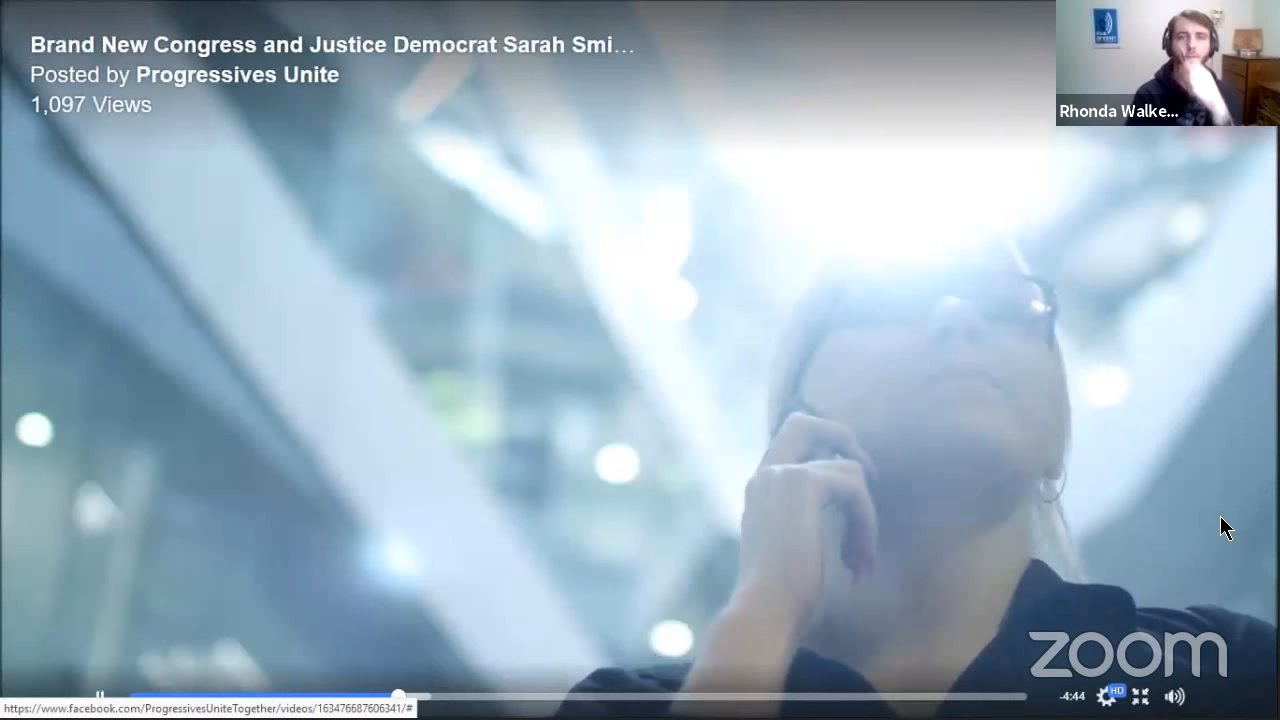 Brand New Congress and Justice Democrat Sarah Smi...
Posted by Progressives Unite
1,097 Views
Rhonda Walke...
zoom
-4:44
HD
https://www.facebook.com/ProgressivesUniteTogether/videos/163476687606341/#